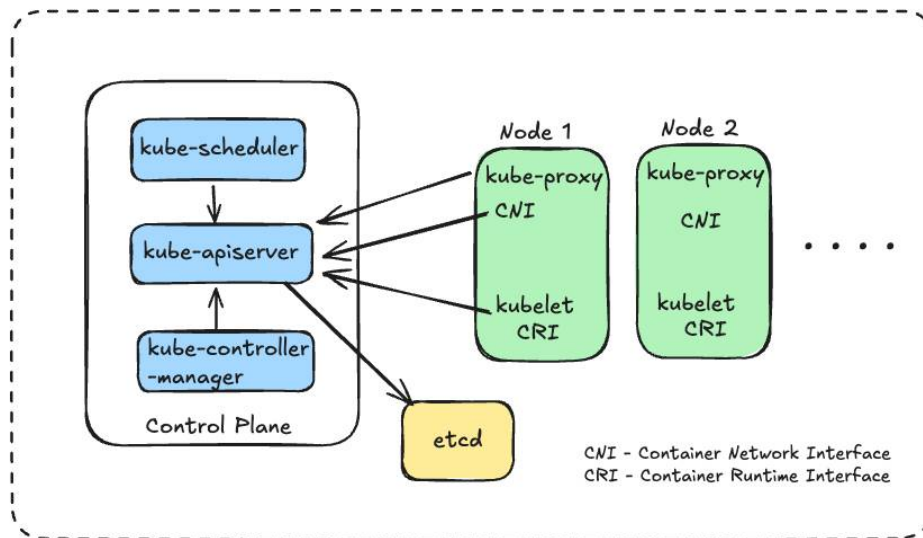 kube-scheduler
kube-apiserver
kube-controller
-manager
Control Plane
Node 1
kube-proxy
CNI
kubelet
CRI
Node 2
kube-proxy
CNI
kubelet
CRI
. . . .
etcd
CNI - Container Network Interface
CRI - Container Runtime Interface